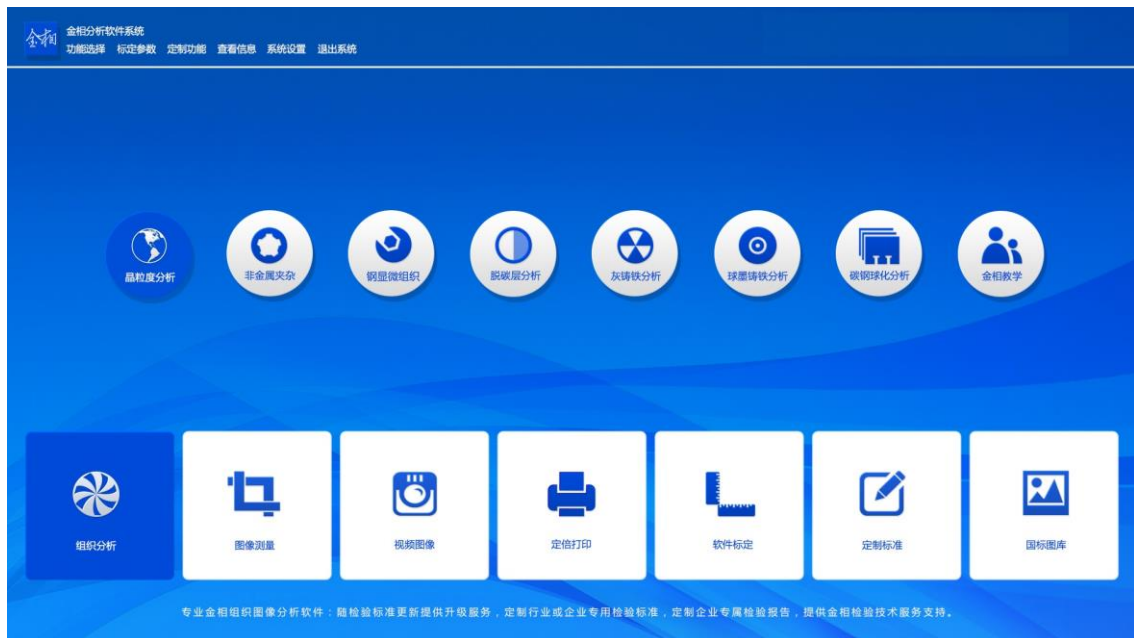 金相
金相分析软件系统
功能选择 标定参数 定制功能 查看信息 系统设置 退出系统
晶粒度分析 非金属夹杂 钢显微组织 脱碳层分析 灰铸铁分析 球墨铸铁分析 碳钢球化分析 金相教学
组织分析 图像测量 视频图像 定倍打印 软件标定 定制标准 国标图库
专业金相组织图像分析软件：随检验标准更新提供升级服务，定制行业或企业专用检验标准，定制企业专属检验报告，提供金相检验技术服务支持。